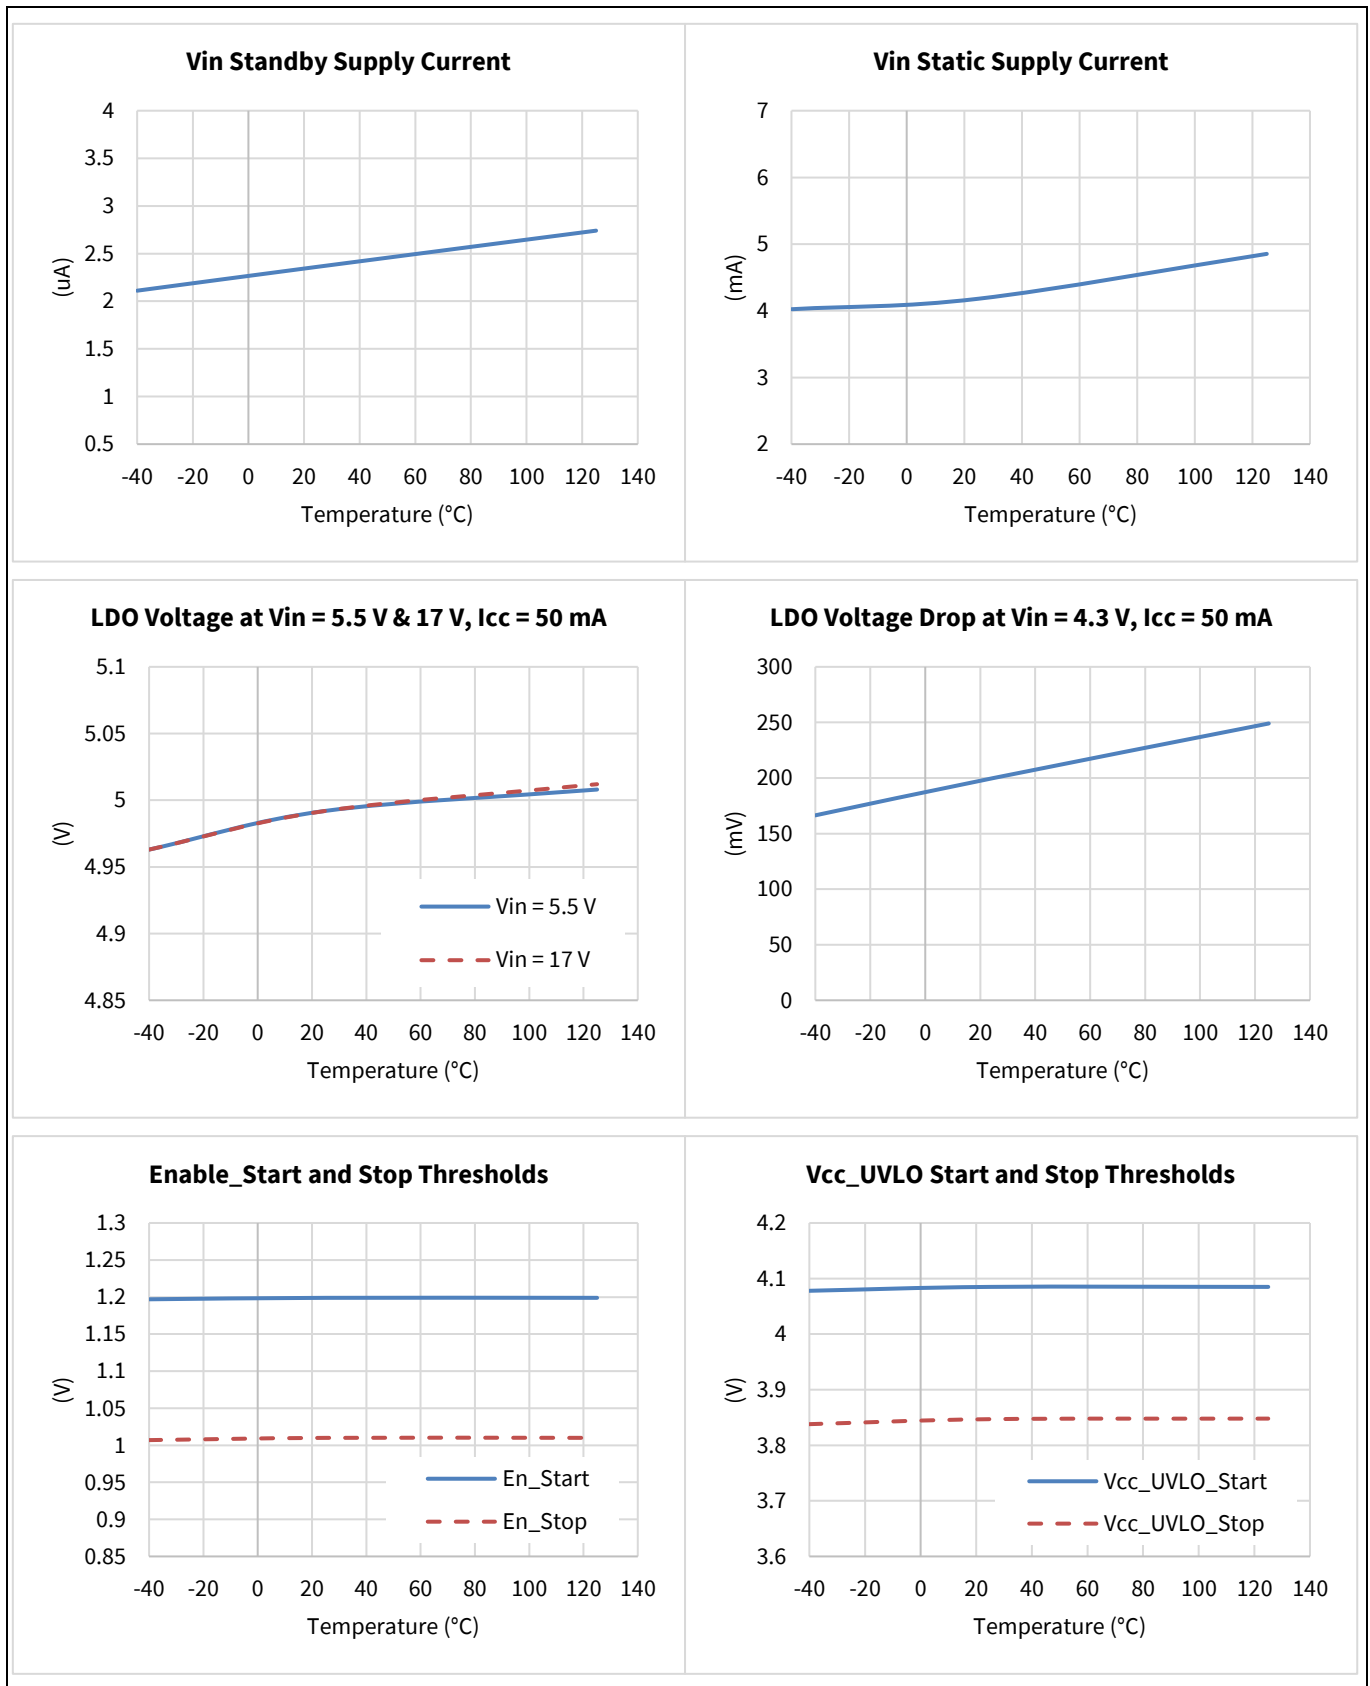 Vin Standby Supply Current
4
3.5
3
2.5
2
1.5
1
0.5
(uA)
-40 -20 0 20 40 60 80 100 120 140
Temperature (°C)
Vin Static Supply Current
7
6
5
4
3
2
(mA)
-40 -20 0 20 40 60 80 100 120 140
Temperature (°C)
LDO Voltage at Vin = 5.5 V & 17 V, Icc = 50 mA
5.1
5.05
5
4.95
4.9
4.85
(V)
Vin = 5.5 V
Vin = 17 V
-40 -20 0 20 40 60 80 100 120 140
Temperature (°C)
LDO Voltage Drop at Vin = 4.3 V, Icc = 50 mA
300
250
200
150
100
50
0
(mV)
-40 -20 0 20 40 60 80 100 120 140
Temperature (°C)
Enable_Start and Stop Thresholds
1.3
1.25
1.2
1.15
1.1
1.05
1
0.95
0.9
0.85
(V)
En_Start
En_Stop
-40 -20 0 20 40 60 80 100 120 140
Temperature (°C)
Vcc_UVLO Start and Stop Thresholds
4.2
4.1
4
3.9
3.8
3.7
3.6
(V)
Vcc_UVLO_Start
Vcc_UVLO_Stop
-40 -20 0 20 40 60 80 100 120 140
Temperature (°C)